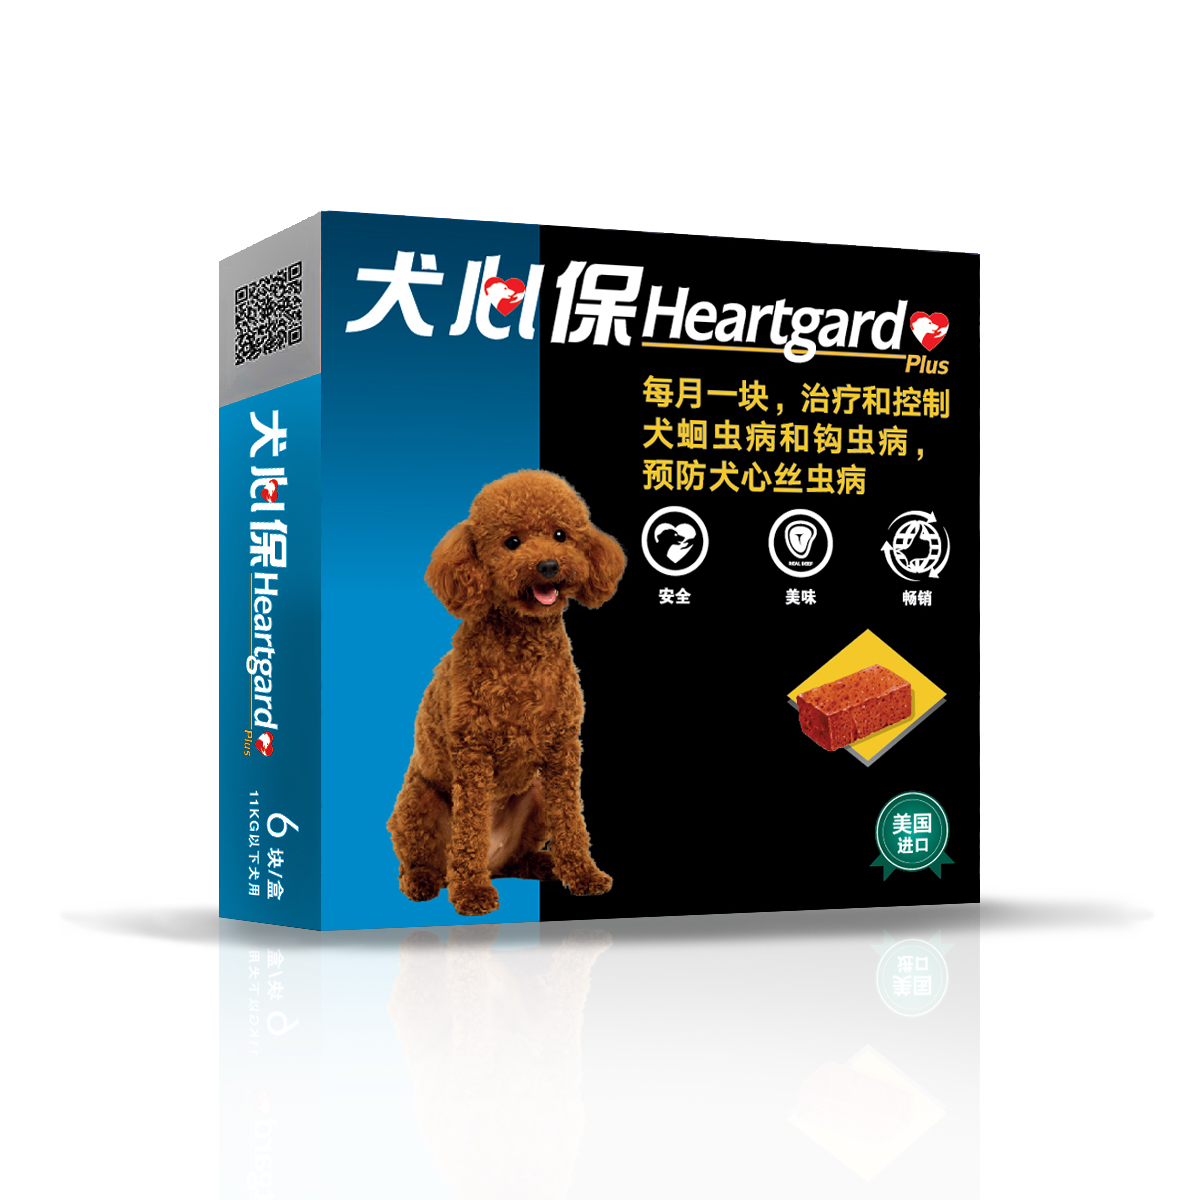 犬心保Heartgard
Plus
每月一块，治疗和控制
犬蛔虫病和钩虫病，
预防犬心丝虫病
REAL BEEF
安全
美味
畅销
美国
进口
犬心保Heartgard
Plus
6块/盒
11KG以下犬用